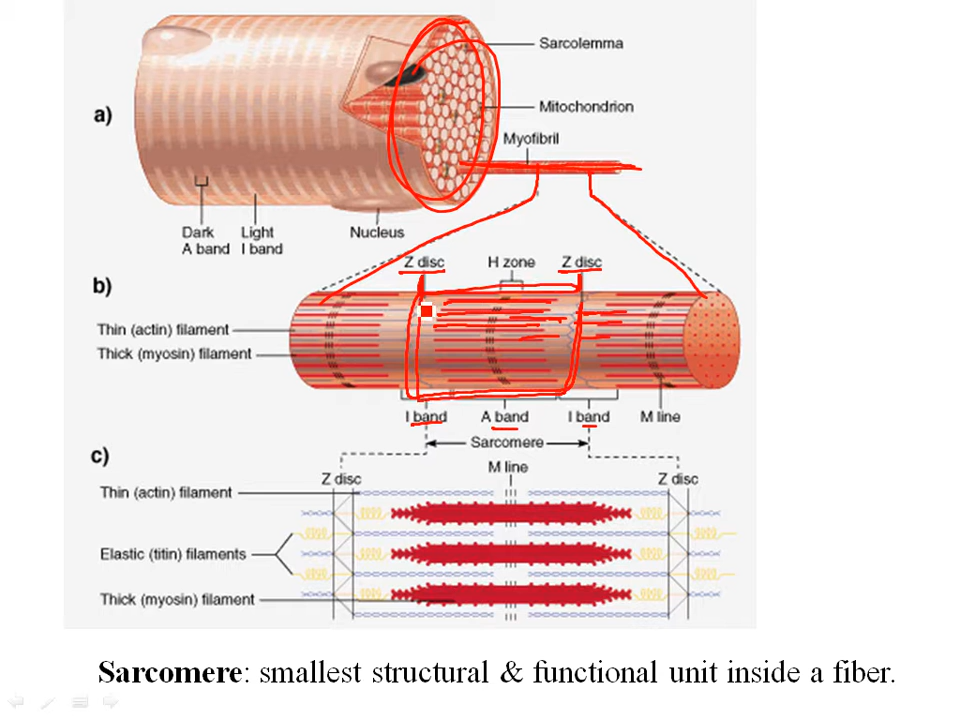 Sarcolemma
a)
Mitochondrion
Myofibril
Dark
A band
Light
I band
Nucleus
Z disc
H zone
Z disc
b)
Thin (actin) filament
Thick (myosin) filament
I band
A band
I band
M line
Sarcomere
c)
M line
Z disc
Z disc
Thin (actin) filament
Elastic (titin) filaments
Thick (myosin) filament
Sarcomere: smallest structural & functional unit inside a fiber.